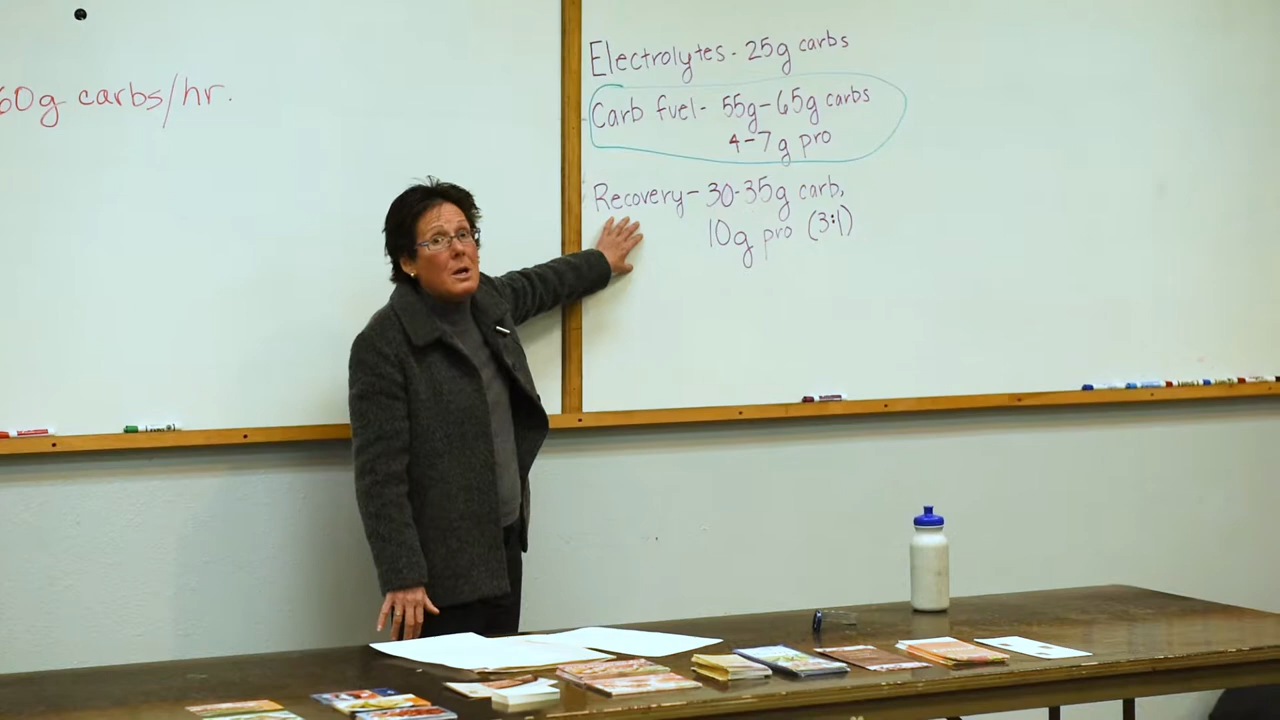 60g carbs/hr.
Electrolytes - 25g carbs
Carb fuel - 55g-65g carbs
4-7g pro
Recovery - 30-35g carb,
10g pro (3:1)